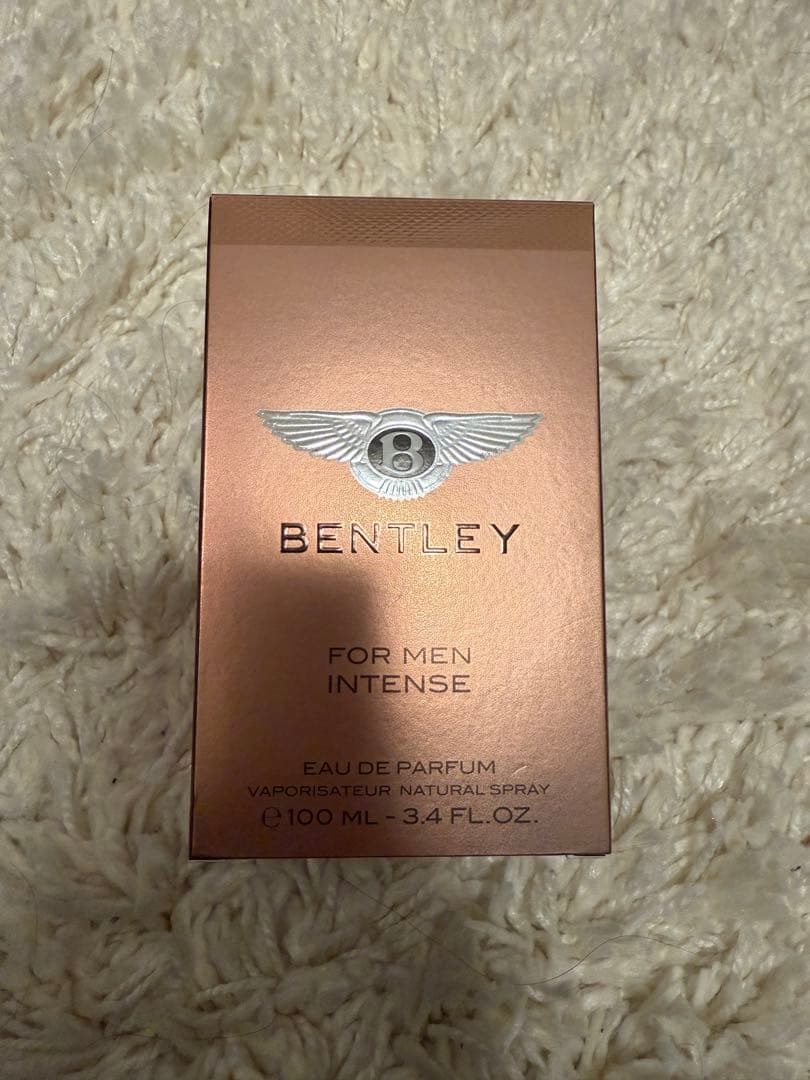 B
BENTLEY
FOR MEN
INTENSE
EAU DE PARFUM
VAPORISATEUR NATURAL SPRAY
℮ 100 ML - 3.4 FL.OZ.